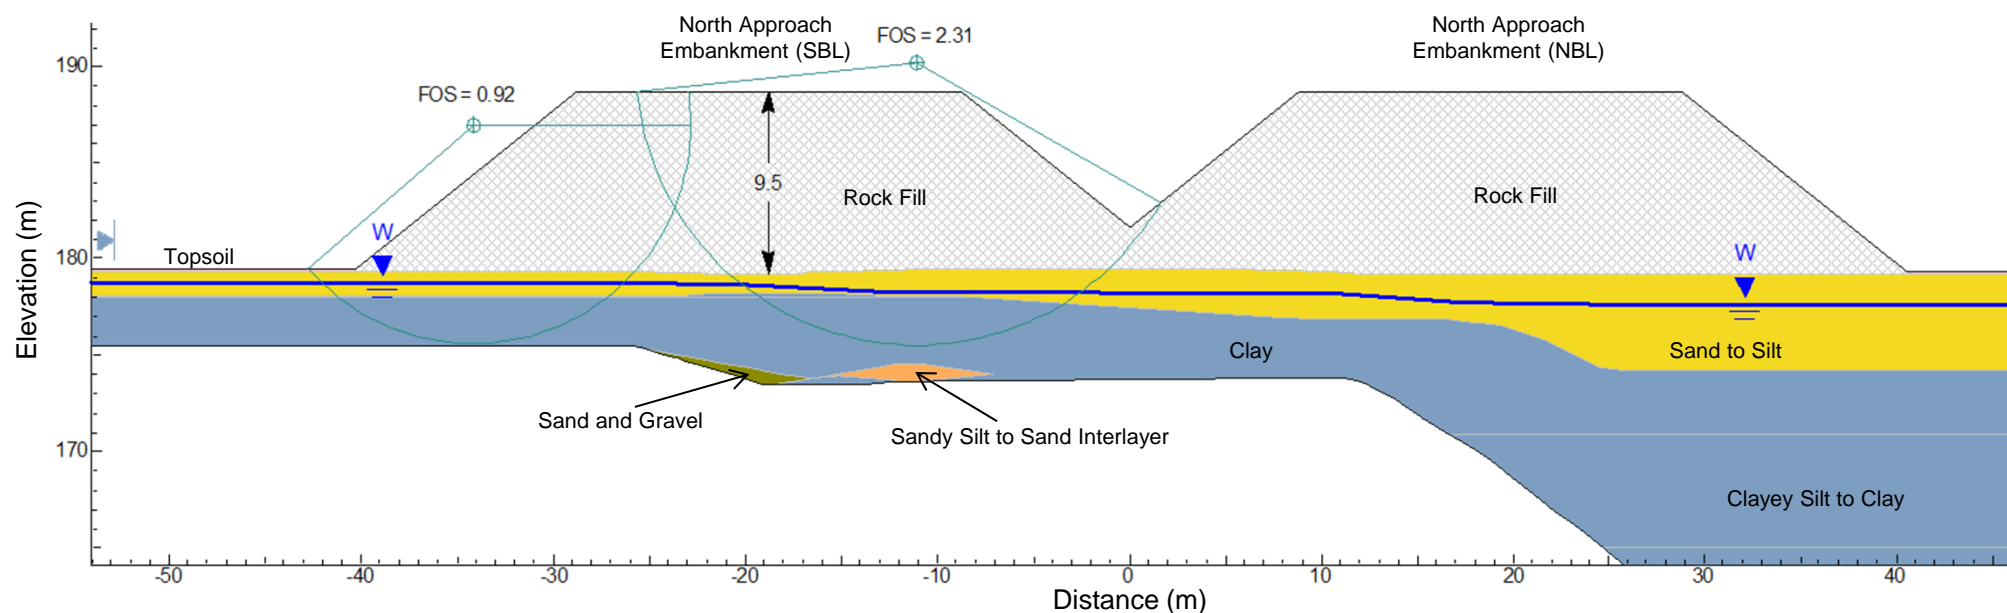 North Approach
Embankment (SBL)
FOS = 2.31
North Approach
Embankment (NBL)
190
FOS = 0.92
9.5
Rock Fill
Rock Fill
W
Topsoil
180
W
Elevation (m)
Clay
Sand to Silt
Sand and Gravel
Sandy Silt to Sand Interlayer
170
Clayey Silt to Clay
-50 -40 -30 -20 -10 0 10 20 30 40
Distance (m)